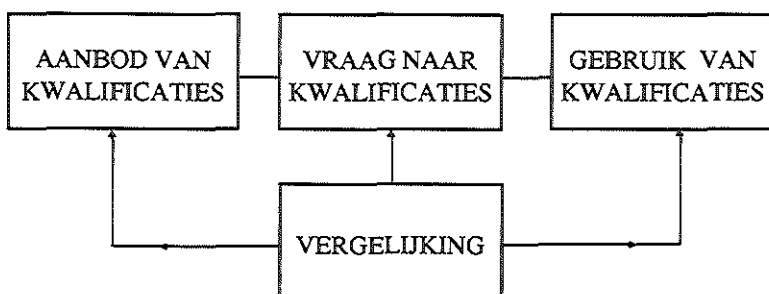 AANBOD VAN
KWALIFICATIES
VRAAG NAAR
KWALIFICATIES
GEBRUIK VAN
KWALIFICATIES
VERGELIJKING